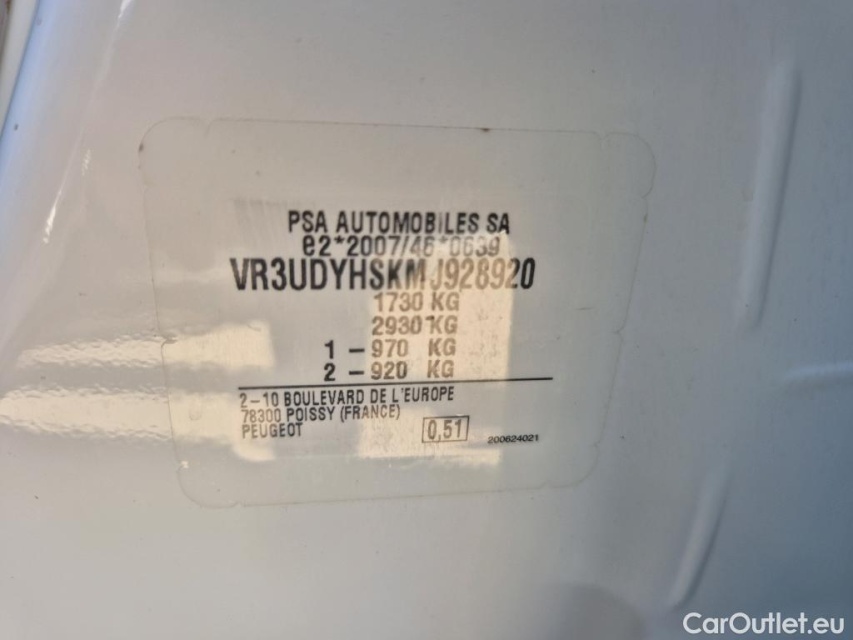 PSA AUTOMOBILES SA
e2*2007/46*0639
VR3UDYHSKMJ928920
1730 KG
2930 KG
1 - 970 KG
2 - 920 KG
2-10 BOULEVARD DE L'EUROPE
78300 POISSY (FRANCE)
PEUGEOT
0,51
200624021
CarOutlet.eu